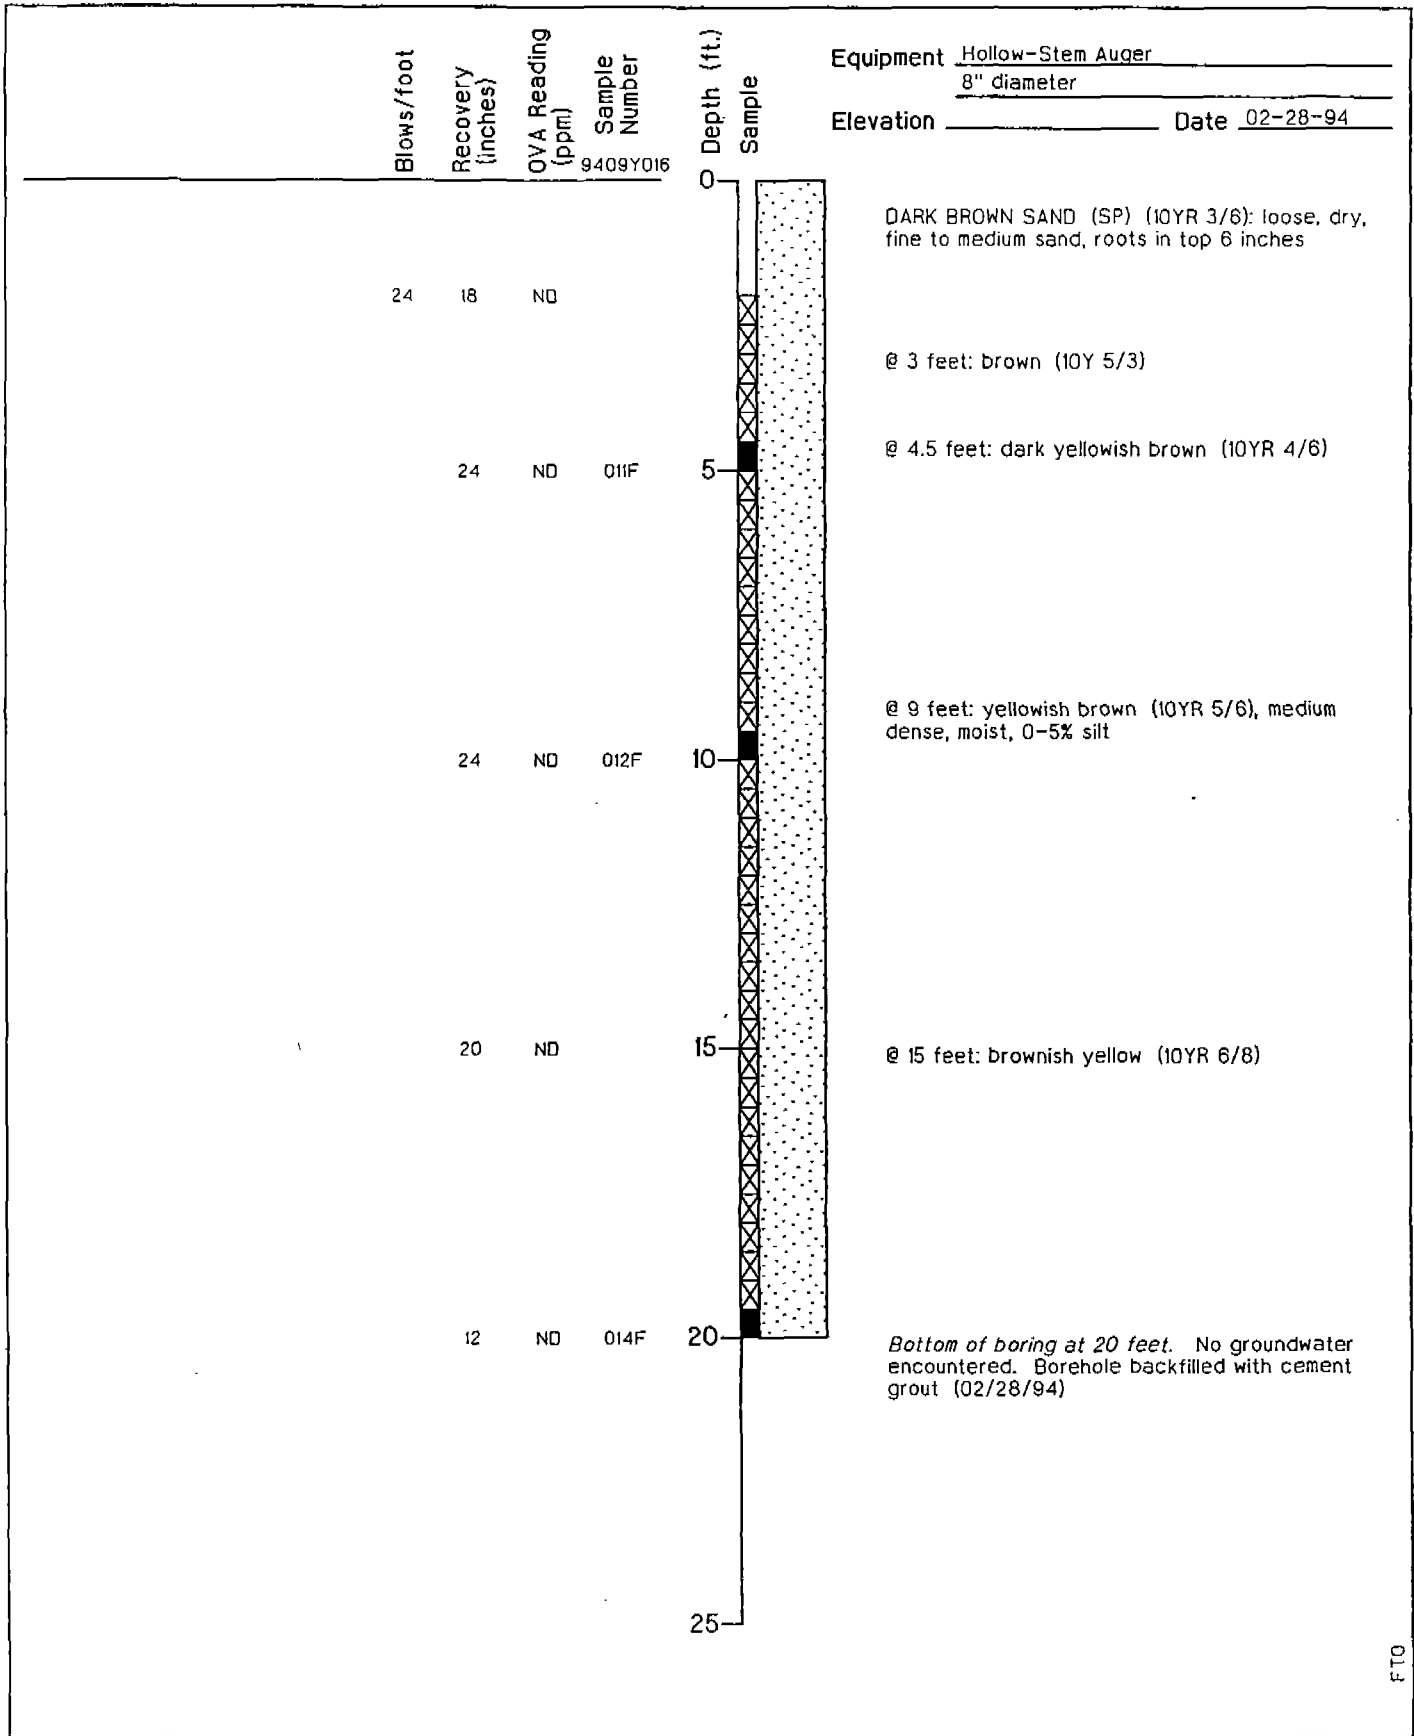 Blows/foot
Recovery
(inches)
OVA Reading
(ppm)
Sample
Number
9409Y016
Depth (ft.)
Sample
Equipment Hollow-Stem Auger
8" diameter
Elevation Date 02-28-94
0
DARK BROWN SAND (SP) (10YR 3/6): loose, dry,
fine to medium sand, roots in top 6 inches
24 18 ND
@ 3 feet: brown (10Y 5/3)
@ 4.5 feet: dark yellowish brown (10YR 4/6)
24 ND 011F 5
@ 9 feet: yellowish brown (10YR 5/6), medium
dense, moist, 0-5% silt
24 ND 012F 10
20 ND 15 @ 15 feet: brownish yellow (10YR 6/8)
12 ND 014F 20
Bottom of boring at 20 feet. No groundwater
encountered. Borehole backfilled with cement
grout (02/28/94)
25
FTO